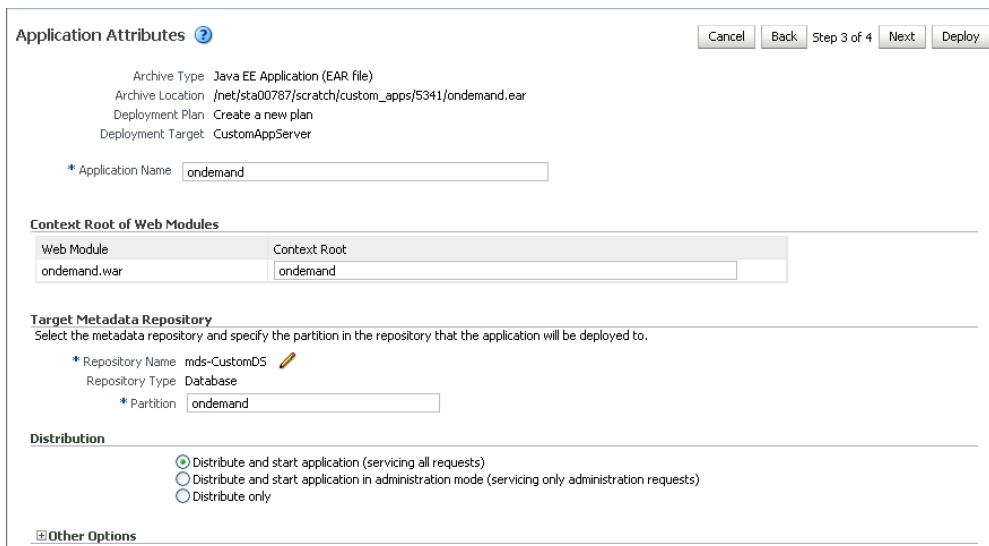 Application Attributes ?
Cancel Back Step 3 of 4 Next Deploy
Archive Type Java EE Application (EAR file)
Archive Location /net/sta00787/scratch/custom_apps/5341/ondemand.ear
Deployment Plan Create a new plan
Deployment Target CustomAppServer
* Application Name ondemand
Context Root of Web Modules
Web Module Context Root
ondemand.war ondemand
Target Metadata Repository
Select the metadata repository and specify the partition in the repository that the application will be deployed to.
* Repository Name mds-CustomDS
Repository Type Database
* Partition ondemand
Distribution
Distribute and start application (servicing all requests)
Distribute and start application in administration mode (servicing only administration requests)
Distribute only
Other Options